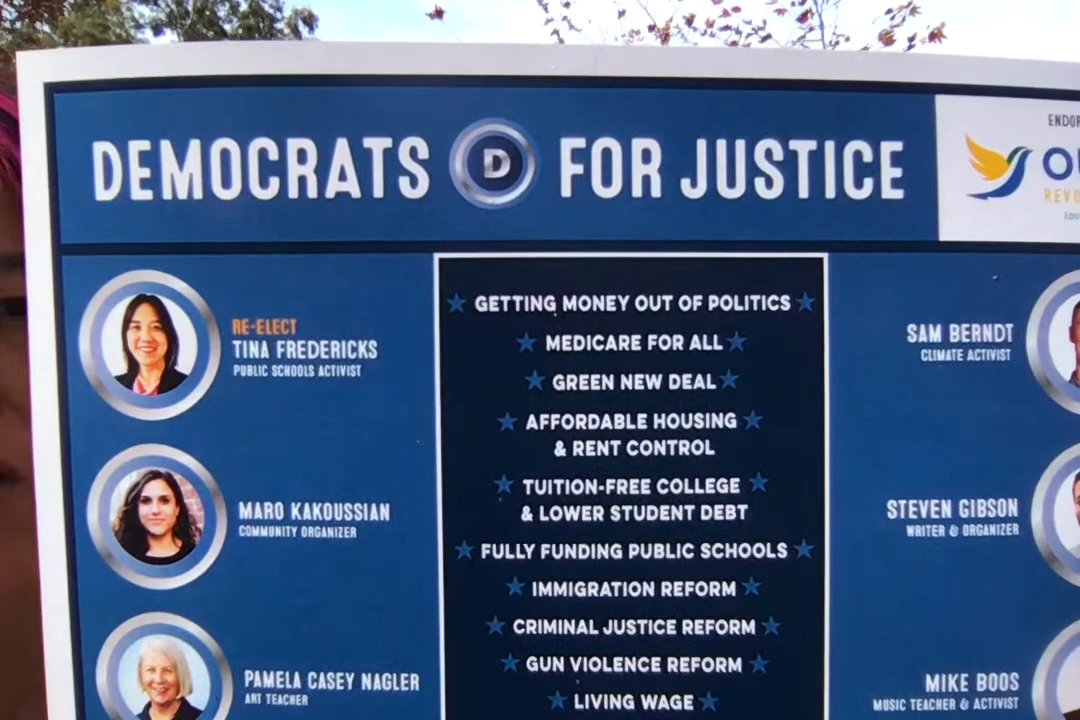 DEMOCRATS D FOR JUSTICE
RE-ELECT
TINA FREDERICKS
PUBLIC SCHOOLS ACTIVIST
MARO KAKOUSSIAN
COMMUNITY ORGANIZER
PAMELA CASEY NAGLER
ART TEACHER
GETTING MONEY OUT OF POLITICS
MEDICARE FOR ALL
GREEN NEW DEAL
AFFORDABLE HOUSING
& RENT CONTROL
TUITION-FREE COLLEGE
& LOWER STUDENT DEBT
FULLY FUNDING PUBLIC SCHOOLS
IMMIGRATION REFORM
CRIMINAL JUSTICE REFORM
GUN VIOLENCE REFORM
LIVING WAGE
SAM BERNDT
CLIMATE ACTIVIST
STEVEN GIBSON
WRITER & ORGANIZER
MIKE BOOS
MUSIC TEACHER & ACTIVIST